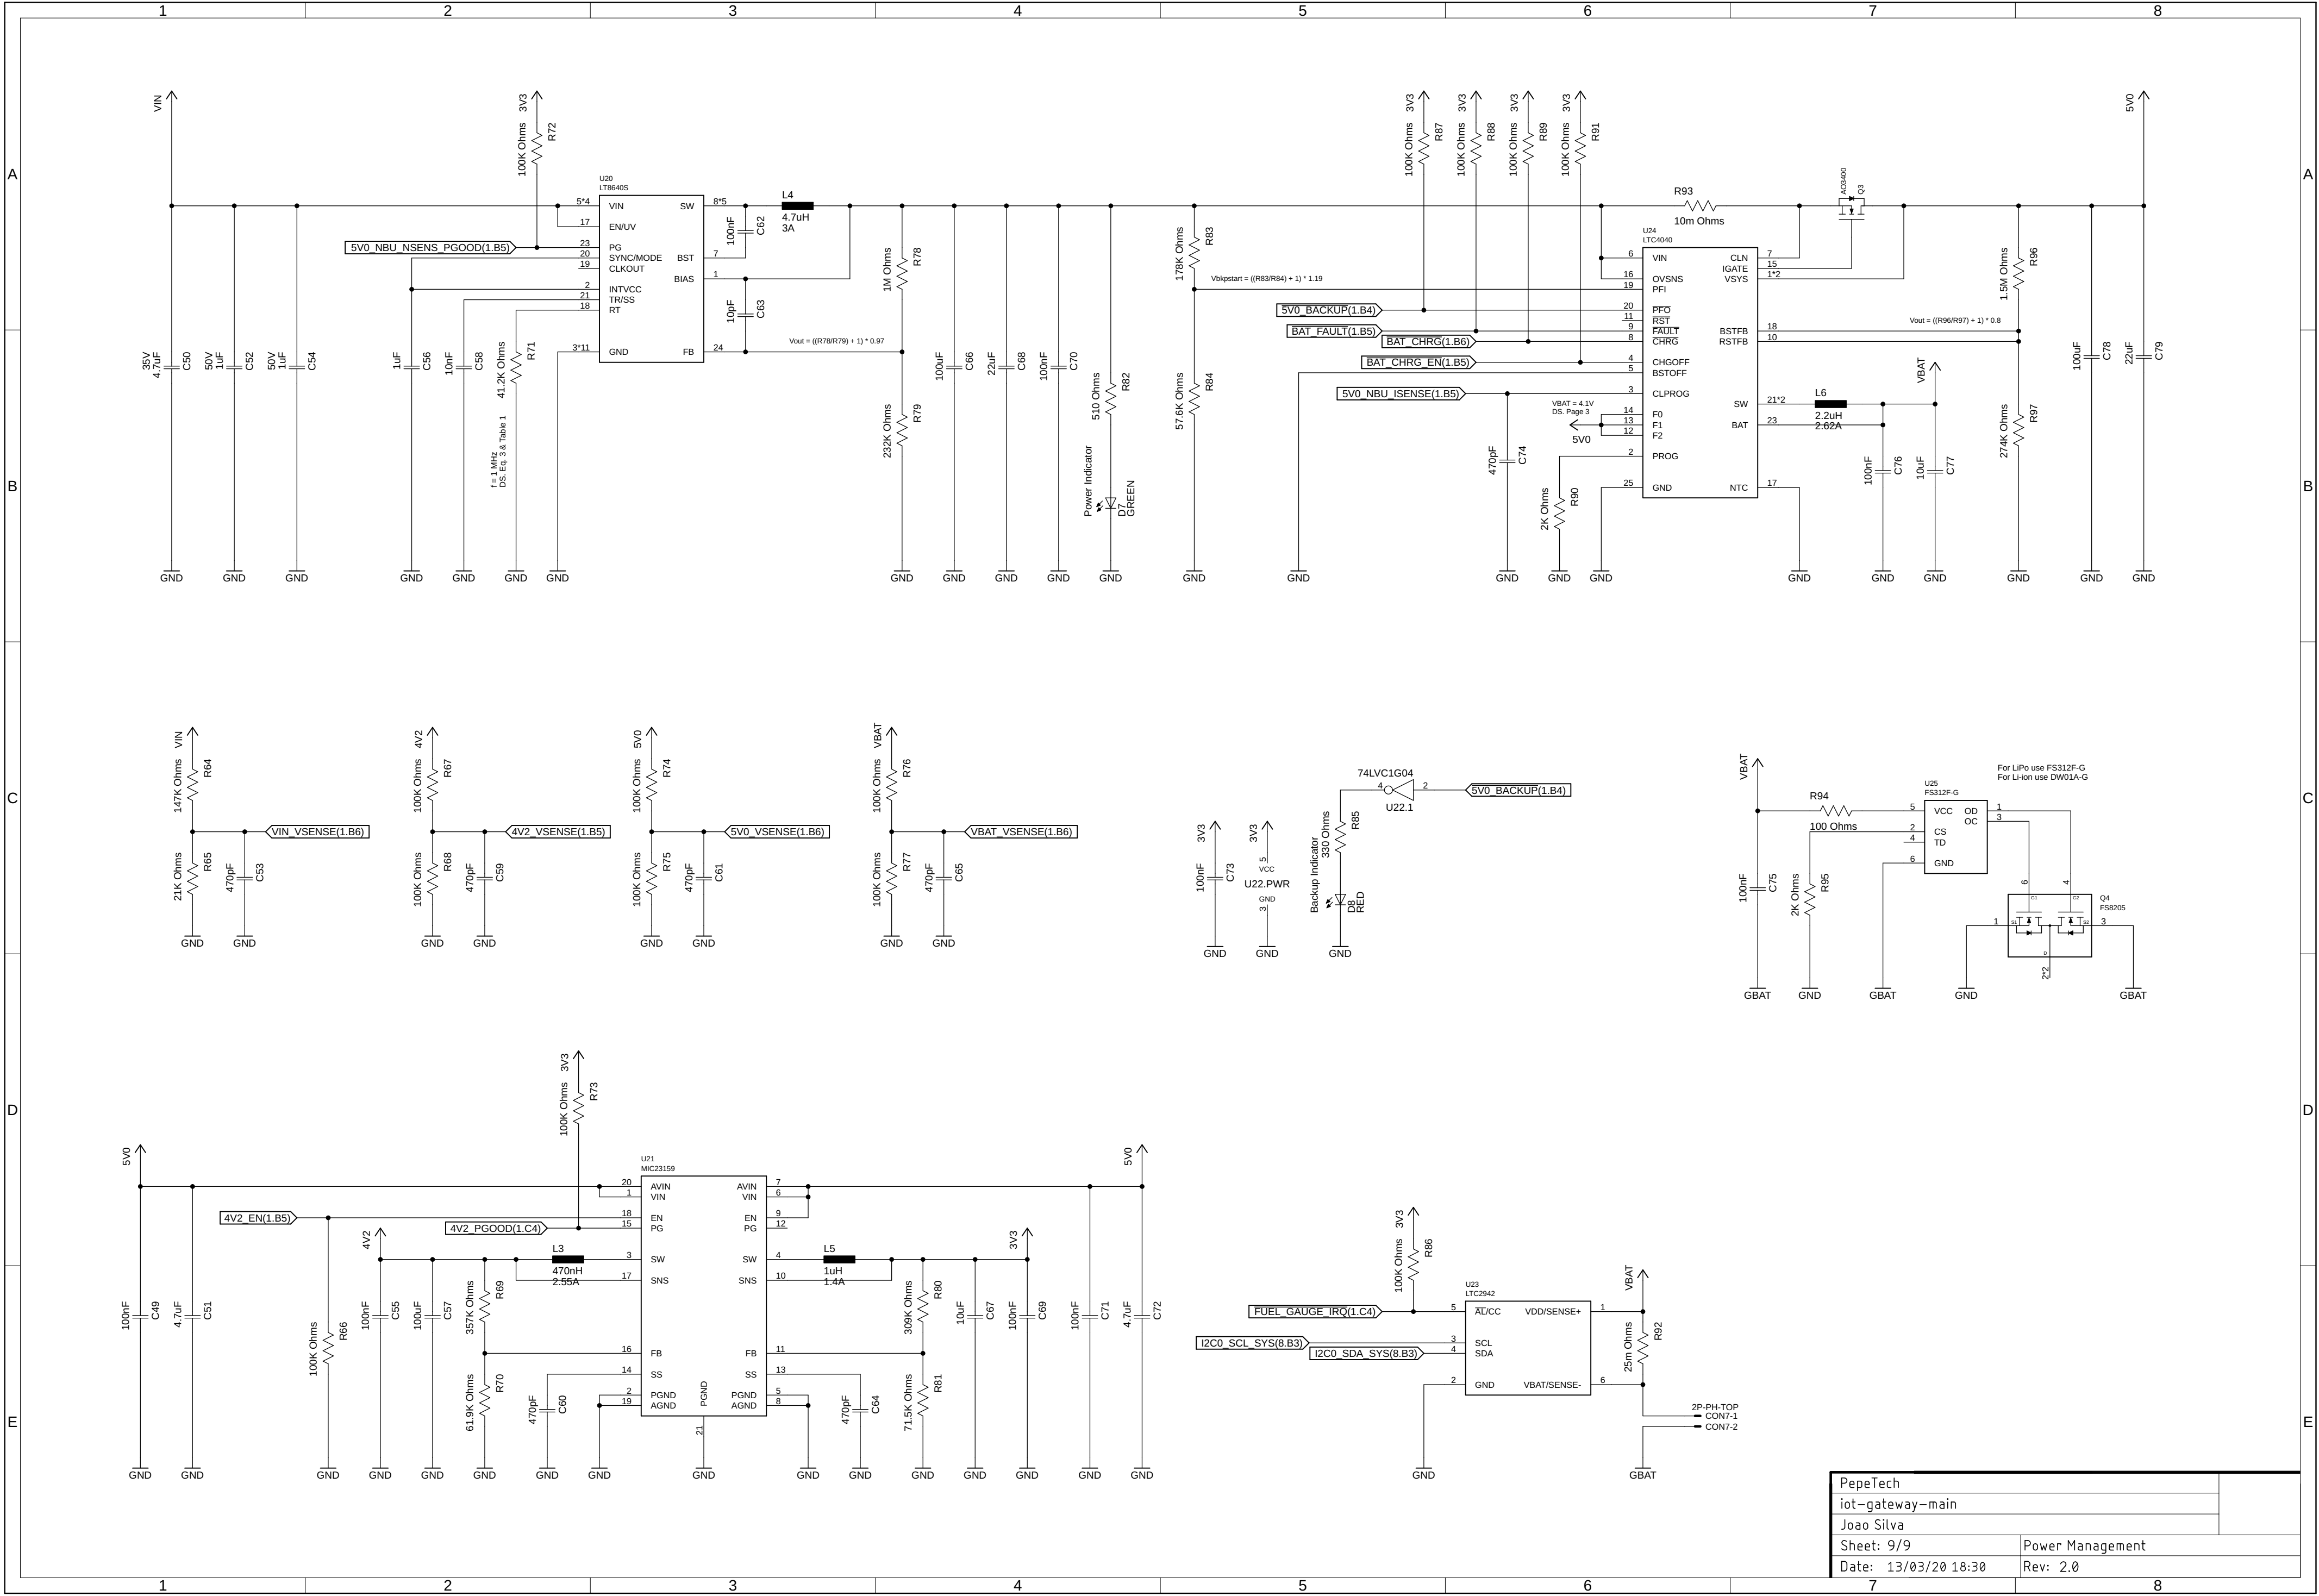 1 2 3 4 5 6 7 8
A A
B B
C C
D D
E E
VIN
35V
4.7uF
C50
GND
50V
1uF
C52
GND
50V
1uF
C54
GND
3V3
100K Ohms
R72
5V0_NBU_NSENS_PGOOD(1.B5)
1uF
C56
GND
10nF
C58
GND
41.2K Ohms
R71
f = 1 MHz
DS. Eq. 3 & Table 1
GND
GND
U20
LT8640S
5*4 VIN SW 8*5
17 EN/UV
23 PG
20 SYNC/MODE BST 7
19 CLKOUT
BIAS 1
2 INTVCC
21 TR/SS
18 RT
3*11 GND FB 24
100nF
C62
10pF
C63
L4
4.7uH
3A
Vout = ((R78/R79) + 1) * 0.97
1M Ohms
R78
232K Ohms
R79
GND
100uF
C66
GND
22uF
C68
GND
100nF
C70
GND
510 Ohms
R82
Power Indicator
D7
GREEN
GND
178K Ohms
R83
Vbkpstart = ((R83/R84) + 1) * 1.19
57.6K Ohms
R84
GND
GND
3V3
100K Ohms
R87
3V3
100K Ohms
R88
3V3
100K Ohms
R89
3V3
100K Ohms
R91
5V0_BACKUP(1.B4)
BAT_FAULT(1.B5)
BAT_CHRG(1.B6)
BAT_CHRG_EN(1.B5)
5V0_NBU_ISENSE(1.B5)
470pF
C74
GND
VBAT = 4.1V
DS. Page 3
5V0
2K Ohms
R90
GND
GND
R93
10m Ohms
AO3400
Q3
U24
LTC4040
6 VIN CLN 7
IGATE 15
16 OVSNS VSYS 1*2
19 PFI
20 PFO
11 RST
9 FAULT BSTFB 18
8 CHRG RSTFB 10
4 CHGOFF
5 BSTOFF
3 CLPROG
SW 21*2
14 F0
13 F1 BAT 23
12 F2
2 PROG
25 GND NTC 17
GND
L6
2.2uH
2.62A
VBAT
100nF
C76
GND
10uF
C77
GND
1.5M Ohms
R96
Vout = ((R96/R97) + 1) * 0.8
274K Ohms
R97
GND
100uF
C78
GND
5V0
22uF
C79
GND
VIN
147K Ohms
R64
VIN_VSENSE(1.B6)
21K Ohms
R65
470pF
C53
GND GND
4V2
100K Ohms
R67
4V2_VSENSE(1.B5)
100K Ohms
R68
470pF
C59
GND GND
5V0
100K Ohms
R74
5V0_VSENSE(1.B6)
100K Ohms
R75
470pF
C61
GND GND
VBAT
100K Ohms
R76
VBAT_VSENSE(1.B6)
100K Ohms
R77
470pF
C65
GND GND
3V3
100nF
C73
GND
3V3
5
VCC
U22.PWR
GND
3
GND
74LVC1G04
4 2
U22.1
5V0_BACKUP(1.B4)
330 Ohms
R85
Backup Indicator
D8
RED
GND
VBAT
100nF
C75
GBAT
R94
100 Ohms
2K Ohms
R95
GND
GBAT
U25
FS312F-G
For LiPo use FS312F-G
For Li-ion use DW01A-G
5 VCC OD 1
OC 3
2 CS
4 TD
6 GND
6 4
G1 G2
Q4
FS8205
1 S1 S2 3
D
2*2
GND
GBAT
5V0
100nF
C49
GND
4.7uF
C51
GND
4V2_EN(1.B5)
100K Ohms
R66
GND
3V3
100K Ohms
R73
4V2_PGOOD(1.C4)
4V2
L3
470nH
2.55A
100nF
C55
GND
100uF
C57
GND
357K Ohms
R69
61.9K Ohms
R70
GND
470pF
C60
GND
GND
U21
MIC23159
20 AVIN AVIN 7
1 VIN VIN 6
18 EN EN 9
15 PG PG 12
3 SW SW 4
17 SNS SNS 10
16 FB FB 11
14 SS SS 13
2 PGND PGND PGND 5
19 AGND AGND 8
21
GND
GND
L5
1uH
1.4A
470pF
C64
GND
309K Ohms
R80
71.5K Ohms
R81
GND
10uF
C67
GND
3V3
100nF
C69
GND
100nF
C71
GND
5V0
4.7uF
C72
GND
3V3
100K Ohms
R86
FUEL_GAUGE_IRQ(1.C4)
I2C0_SCL_SYS(8.B3)
I2C0_SDA_SYS(8.B3)
U23
LTC2942
5 AL/CC VDD/SENSE+ 1
3 SCL
4 SDA
2 GND VBAT/SENSE- 6
GND
VBAT
25m Ohms
R92
2P-PH-TOP
CON7-1
CON7-2
GBAT
PepeTech
iot-gateway-main
Joao Silva
Sheet: 9/9 Power Management
Date: 13/03/20 18:30 Rev: 2.0
1 2 3 4 5 6 7 8